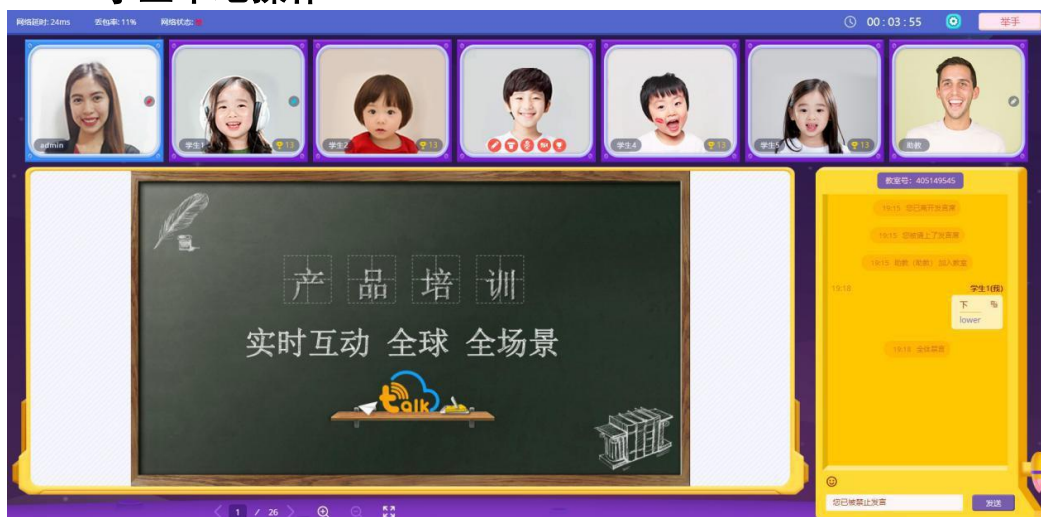 网络延时: 24ms 丢包率: 11% 网络状态: 差
00 : 03 : 55
举手
admin
学生1 13
学生2 13
学生4 13
学生5 13
助教
教室号: 405149545
19:15 您已离开发言席
19:15 您被请上了发言席
19:15 助教 (助教) 加入教室
19:18 学生1(我)
下
lower
19:18 全体禁言
产品培训
实时互动 全球 全场景
talk
您已被禁止发言
发送
1 / 26